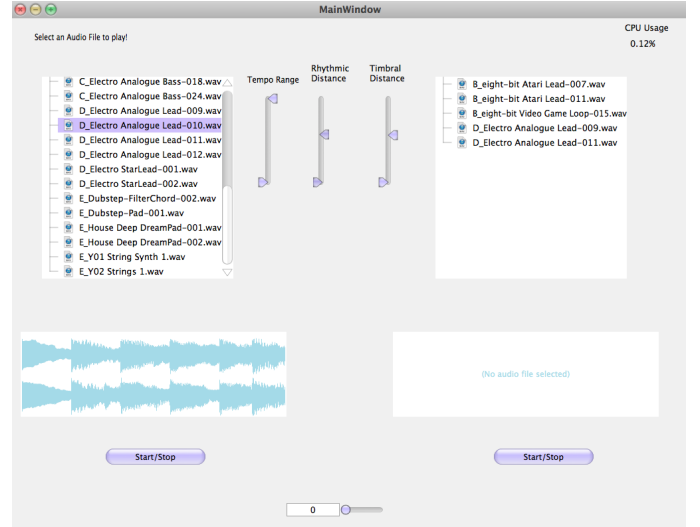 MainWindow
Select an Audio File to play!
CPU Usage
0.12%
C_Electro Analogue Bass-018.wav
C_Electro Analogue Bass-024.wav
D_Electro Analogue Lead-009.wav
D_Electro Analogue Lead-010.wav
D_Electro Analogue Lead-011.wav
D_Electro Analogue Lead-012.wav
D_Electro StarLead-001.wav
D_Electro StarLead-002.wav
E_Dubstep-FilterChord-002.wav
E_Dubstep-Pad-001.wav
E_House Deep DreamPad-001.wav
E_House Deep DreamPad-002.wav
E_Y01 String Synth 1.wav
E_Y02 Strings 1.wav
Tempo Range
Rhythmic
Distance
Timbral
Distance
B_eight-bit Atari Lead-007.wav
B_eight-bit Atari Lead-011.wav
B_eight-bit Video Game Loop-015.wav
D_Electro Analogue Lead-009.wav
D_Electro Analogue Lead-011.wav
(No audio file selected)
Start/Stop
Start/Stop
0